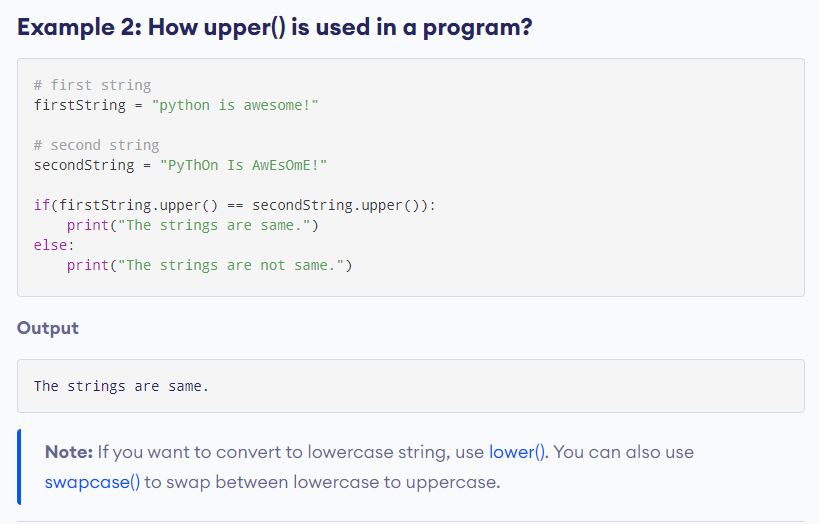 Example 2: How upper() is used in a program?
# first string
firstString = "python is awesome!"
# second string
secondString = "PyThOn Is AwEsOmE!"
if(firstString.upper() == secondString.upper()):
    print("The strings are same.")
else:
    print("The strings are not same.")
Output
The strings are same.
Note: If you want to convert to lowercase string, use lower(). You can also use
swapcase() to swap between lowercase to uppercase.